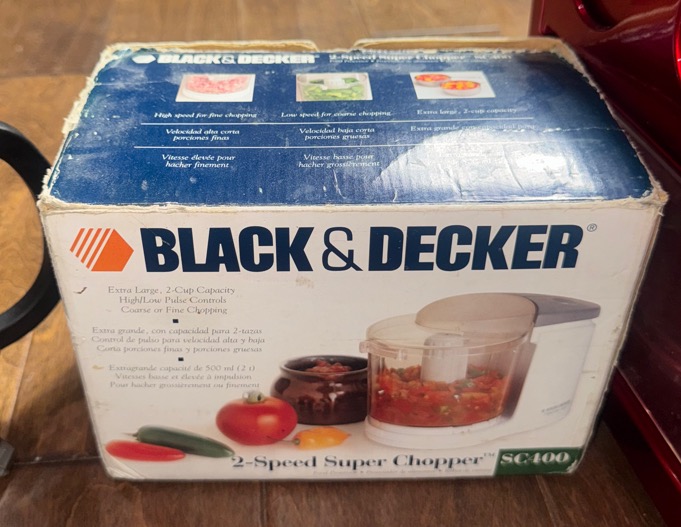 BLACK & DECKER 2-Speed Super Chopper
High speed for fine chopping
Low speed for coarse chopping
Extra large, 2-cup capacity
Velocidad alta corta
porciones finas
Velocidad baja corta
porciones gruesas
Extra grande
Vitesse élevée pour
hacher finement
Vitesse basse pour
hacher grossièrement
BLACK & DECKER®
Extra Large, 2-Cup Capacity
High/Low Pulse Controls
Coarse or Fine Chopping
Extra grande, con capacidad para 2-tazas
Control de pulso para velocidad alta y baja
Corta porciones finas y porciones gruesas
Extragrande capacité de 500 ml (2 t)
Vitesses basse et élevée à impulsion
Pour hacher grossièrement ou finement
2-Speed Super Chopper™ SC400